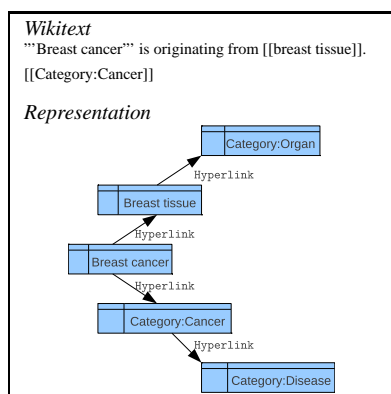 Wikitext
"'Breast cancer"' is originating from [[breast tissue]].
[[Category:Cancer]]
Representation
Category:Organ
Hyperlink
Breast tissue
Hyperlink
Breast cancer
Hyperlink
Category:Cancer
Hyperlink
Category:Disease